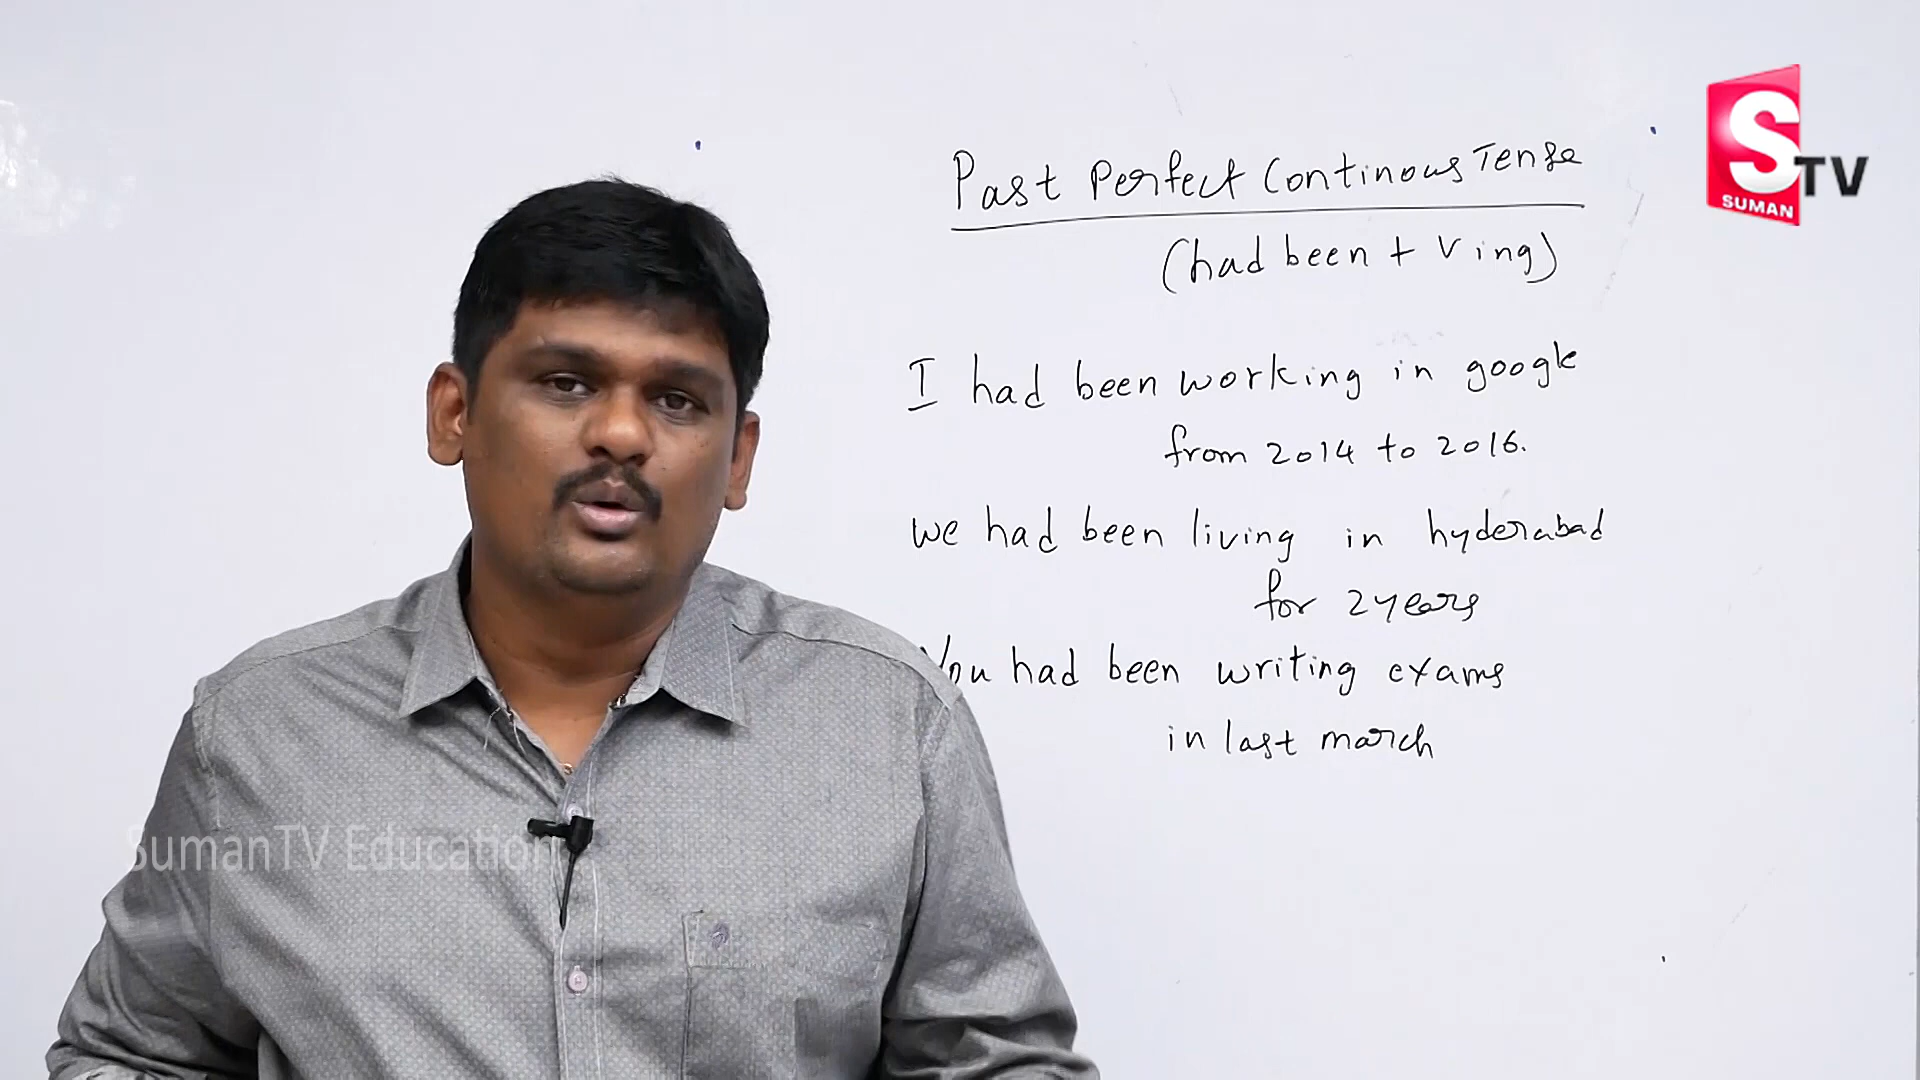 S TV
SUMAN
Past Perfect Continous Tense
(had been + V ing)
I had been working in google
from 2014 to 2016.
we had been living in hyderabad
for 2 years
You had been writing exams
in last march
SumanTV Education